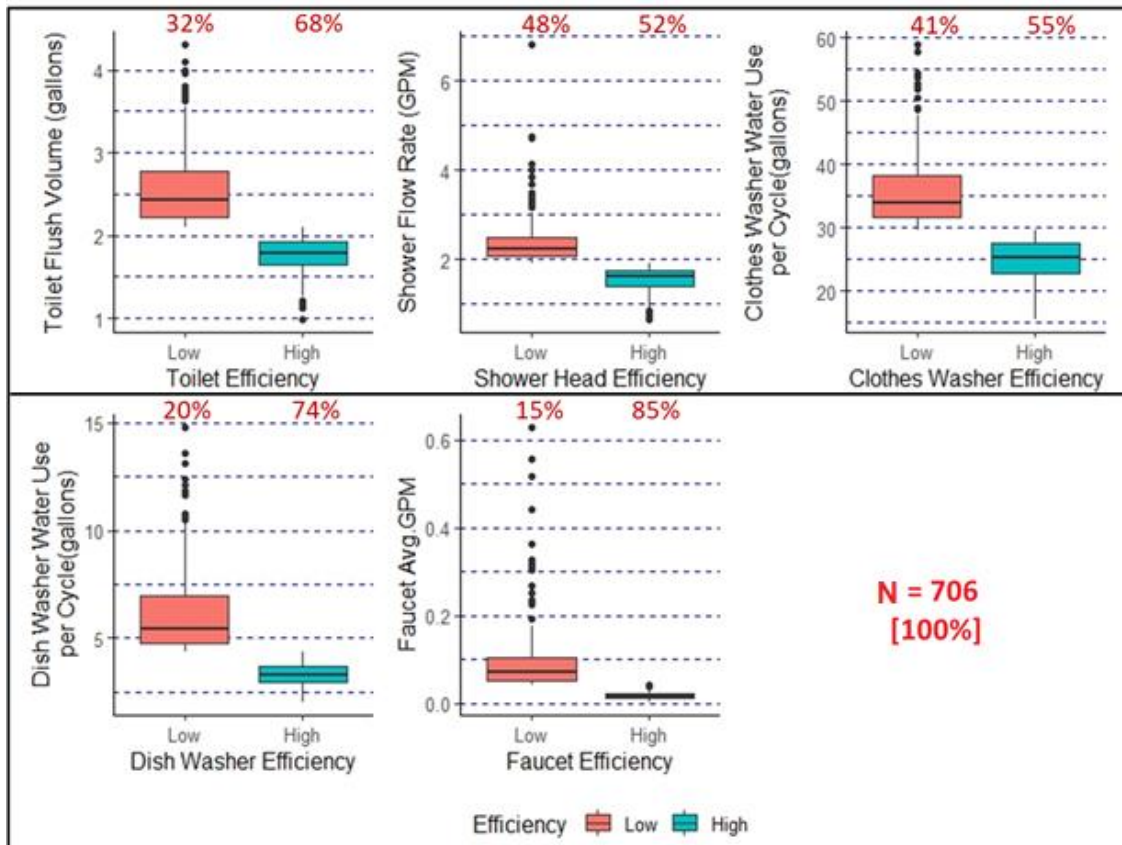 32% 68%
Toilet Flush Volume (gallons)
4
3
2
1
Low High
Toilet Efficiency
48% 52%
Shower Flow Rate (GPM)
6
4
2
Low High
Shower Head Efficiency
41% 55%
Clothes Washer Water Use
per Cycle(gallons)
60
50
40
30
20
Low High
Clothes Washer Efficiency
20% 74%
Dish Washer Water Use
per Cycle(gallons)
15
10
5
Low High
Dish Washer Efficiency
15% 85%
Faucet Avg.GPM
0.6
0.4
0.2
0.0
Low High
Faucet Efficiency
N = 706
[100%]
Efficiency Low High